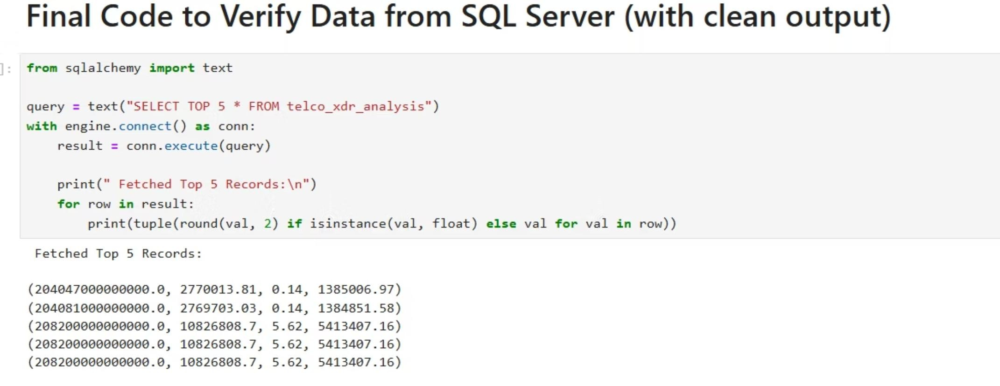 Final Code to Verify Data from SQL Server (with clean output)
]:
from sqlalchemy import text
query = text("SELECT TOP 5 * FROM telco_xdr_analysis")
with engine.connect() as conn:
    result = conn.execute(query)
    print(" Fetched Top 5 Records:\n")
    for row in result:
        print(tuple(round(val, 2) if isinstance(val, float) else val for val in row))
 Fetched Top 5 Records:
(204047000000000.0, 2770013.81, 0.14, 1385006.97)
(204081000000000.0, 2769703.03, 0.14, 1384851.58)
(208200000000000.0, 10826808.7, 5.62, 5413407.16)
(208200000000000.0, 10826808.7, 5.62, 5413407.16)
(208200000000000.0, 10826808.7, 5.62, 5413407.16)